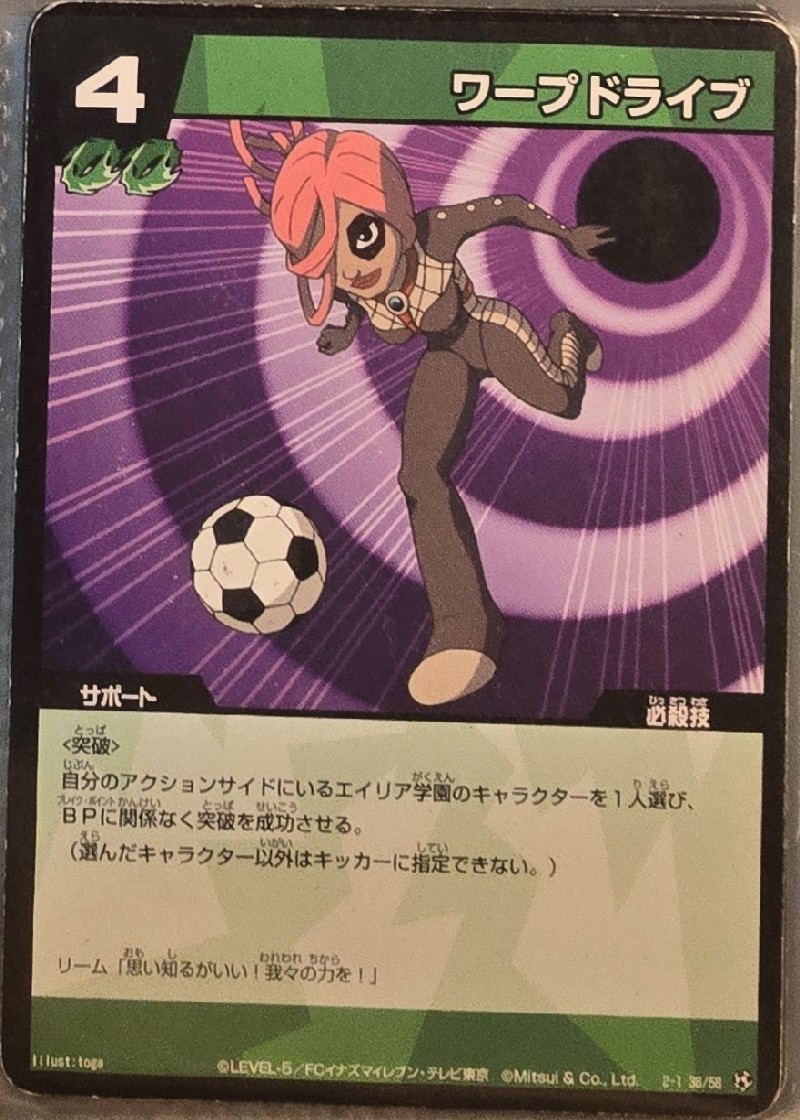 4
ワープドライブ
サポート
必殺技
<突破>
自分のアクションサイドにいるエイリア学園のキャラクターを1人選び、
BPに関係なく突破を成功させる。
(選んだキャラクター以外はキッカーに指定できない。)
リーム「思い知るがいい!我々の力を!」
Illust:toga
©LEVEL-5/FCイナズマイレブン・テレビ東京 ©Mitsui & Co., Ltd. 2-1 38/58